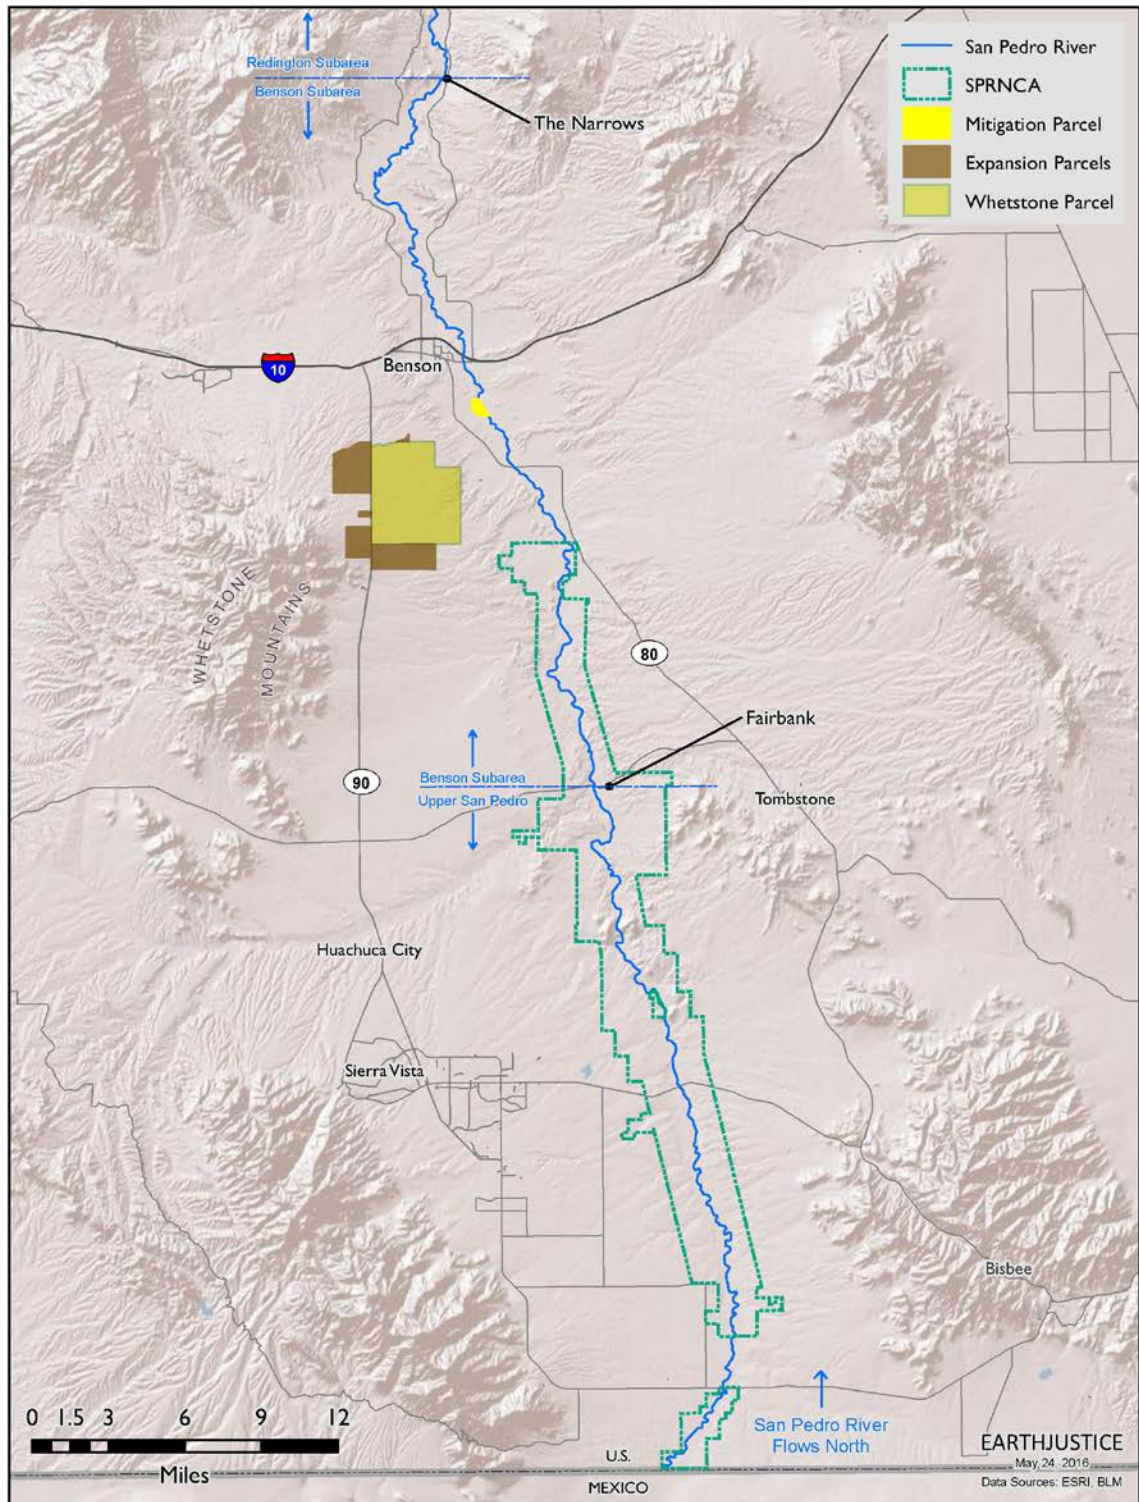 Redington Subarea
Benson Subarea
The Narrows
San Pedro River
SPRNCA
Mitigation Parcel
Expansion Parcels
Whetstone Parcel
10
Benson
WHETSTONE
MOUNTAINS
80
Fairbank
90
Benson Subarea
Upper San Pedro
Tombstone
Huachuca City
Sierra Vista
Bisbee
0 1.5 3 6 9 12
Miles
San Pedro River
Flows North
U.S.
MEXICO
EARTHJUSTICE
May 24, 2016
Data Sources: ESRI, BLM